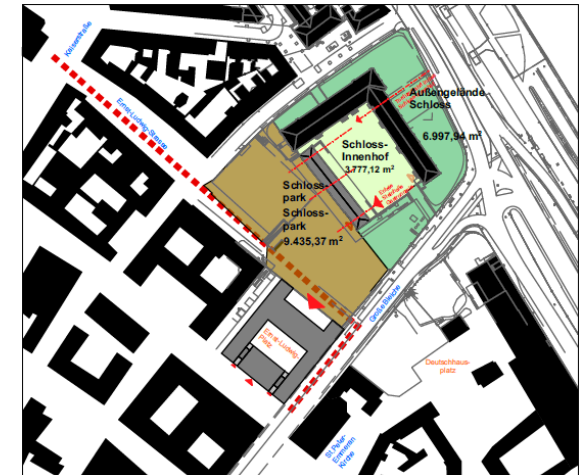 Kaiserstraße
Ernst-Ludwig-Strasse
Außengelände-
Schloss
6.997,94 m²
Schloss-
Innenhof
3.777,12 m²
Schloss-
park
Schloss-
park
9.435,37 m²
Große Bleiche
Ernst-Ludwig-
Platz
Deutschhaus-
platz
St. Peter-
Emmeran
Kirche